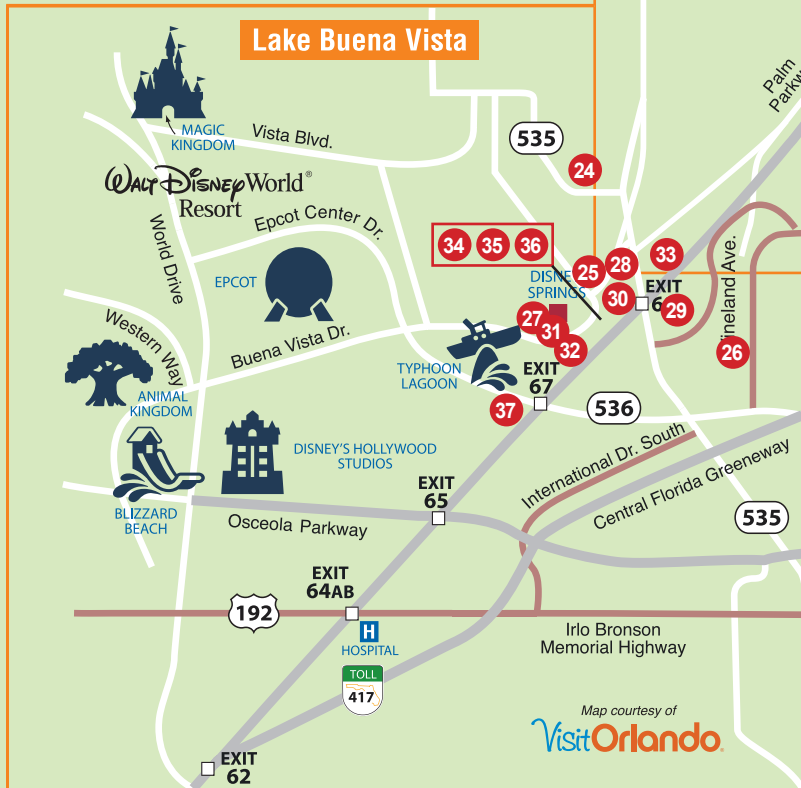 Lake Buena Vista
Palm
MAGIC
KINGDOM
Vista Blvd.
535
24
WALT DISNEY World®
Resort
Epcot Center Dr.
World Drive
34 35 36
33
28
25
DISNE
SPRINGS
EXIT
6
30
29
27
31
32
26
EPCOT
Buena Vista Dr.
Western Way
TYPHOON
LAGOON
EXIT
67
37
536
ANIMAL
KINGDOM
DISNEY'S HOLLYWOOD
STUDIOS
International Dr. South
Central Florida Greeneway
BLIZZARD
BEACH
EXIT
65
Osceola Parkway
535
EXIT
64AB
192
H
HOSPITAL
Irlo Bronson
Memorial Highway
TOLL
417
Map courtesy of
Visit Orlando.
EXIT
62